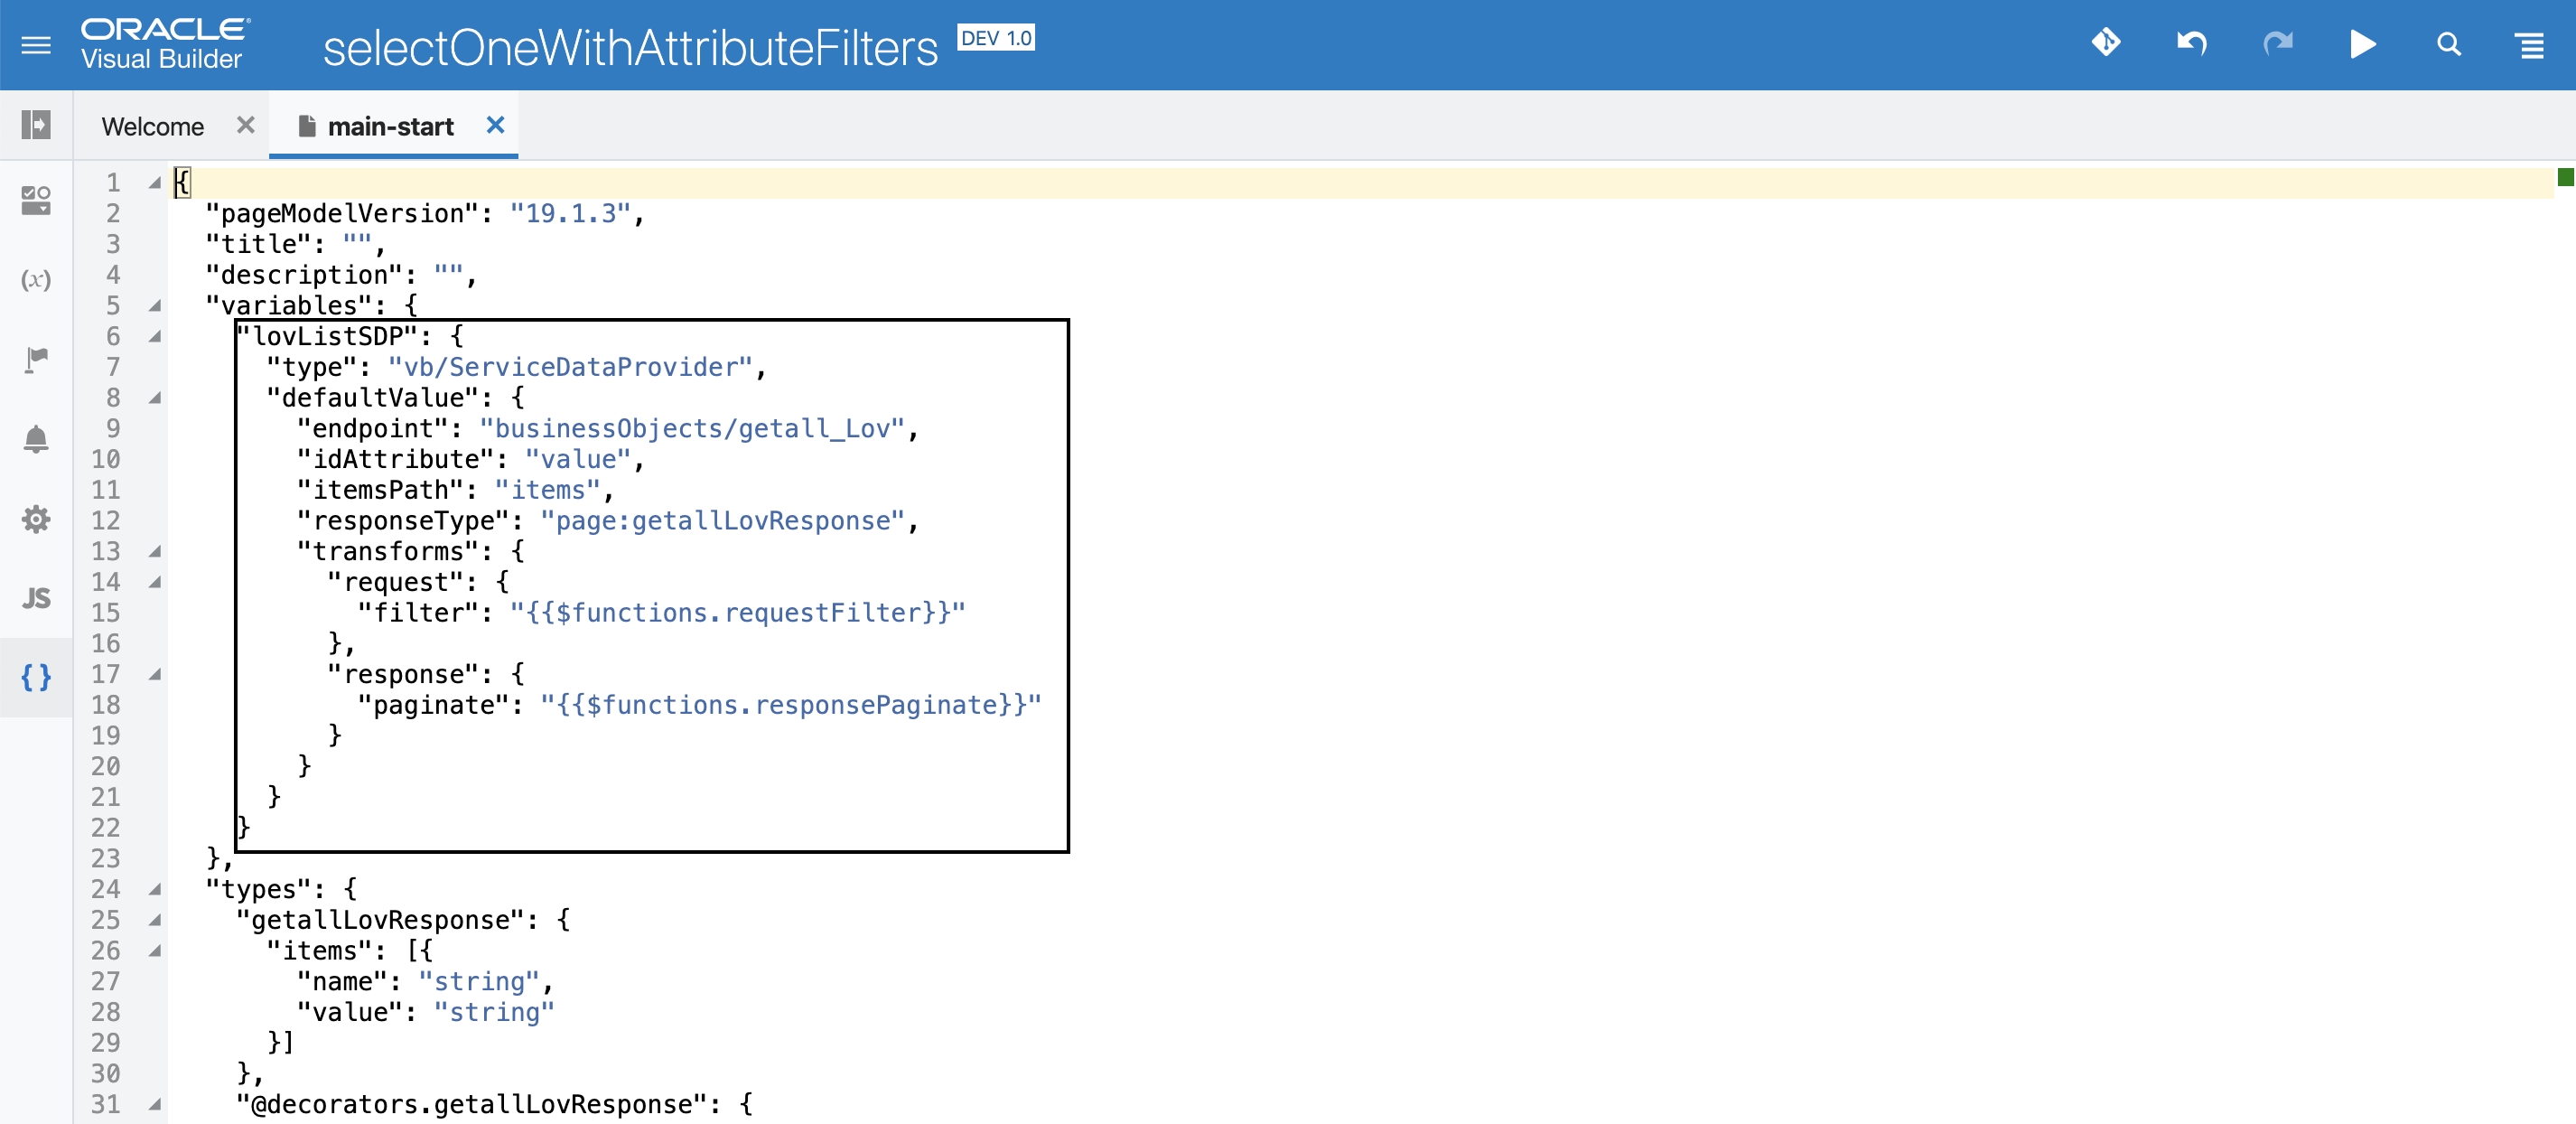 ORACLE
Visual Builder
selectOneWithAttributeFilters DEV 1.0
Welcome main-start
1 {
2 "pageModelVersion": "19.1.3",
3 "title": "",
4 "description": "",
5 "variables": {
6 "lovListSDP": {
7 "type": "vb/ServiceDataProvider",
8 "defaultValue": {
9 "endpoint": "businessObjects/getall_Lov",
10 "idAttribute": "value",
11 "itemsPath": "items",
12 "responseType": "page:getallLovResponse",
13 "transforms": {
14 "request": {
15 "filter": "{{$functions.requestFilter}}"
16 },
17 "response": {
18 "paginate": "{{$functions.responsePaginate}}"
19 }
20 }
21 }
22 }
23 },
24 "types": {
25 "getallLovResponse": {
26 "items": [{
27 "name": "string",
28 "value": "string"
29 }]
30 },
31 "@decorators.getallLovResponse": {
(x)
JS
{}